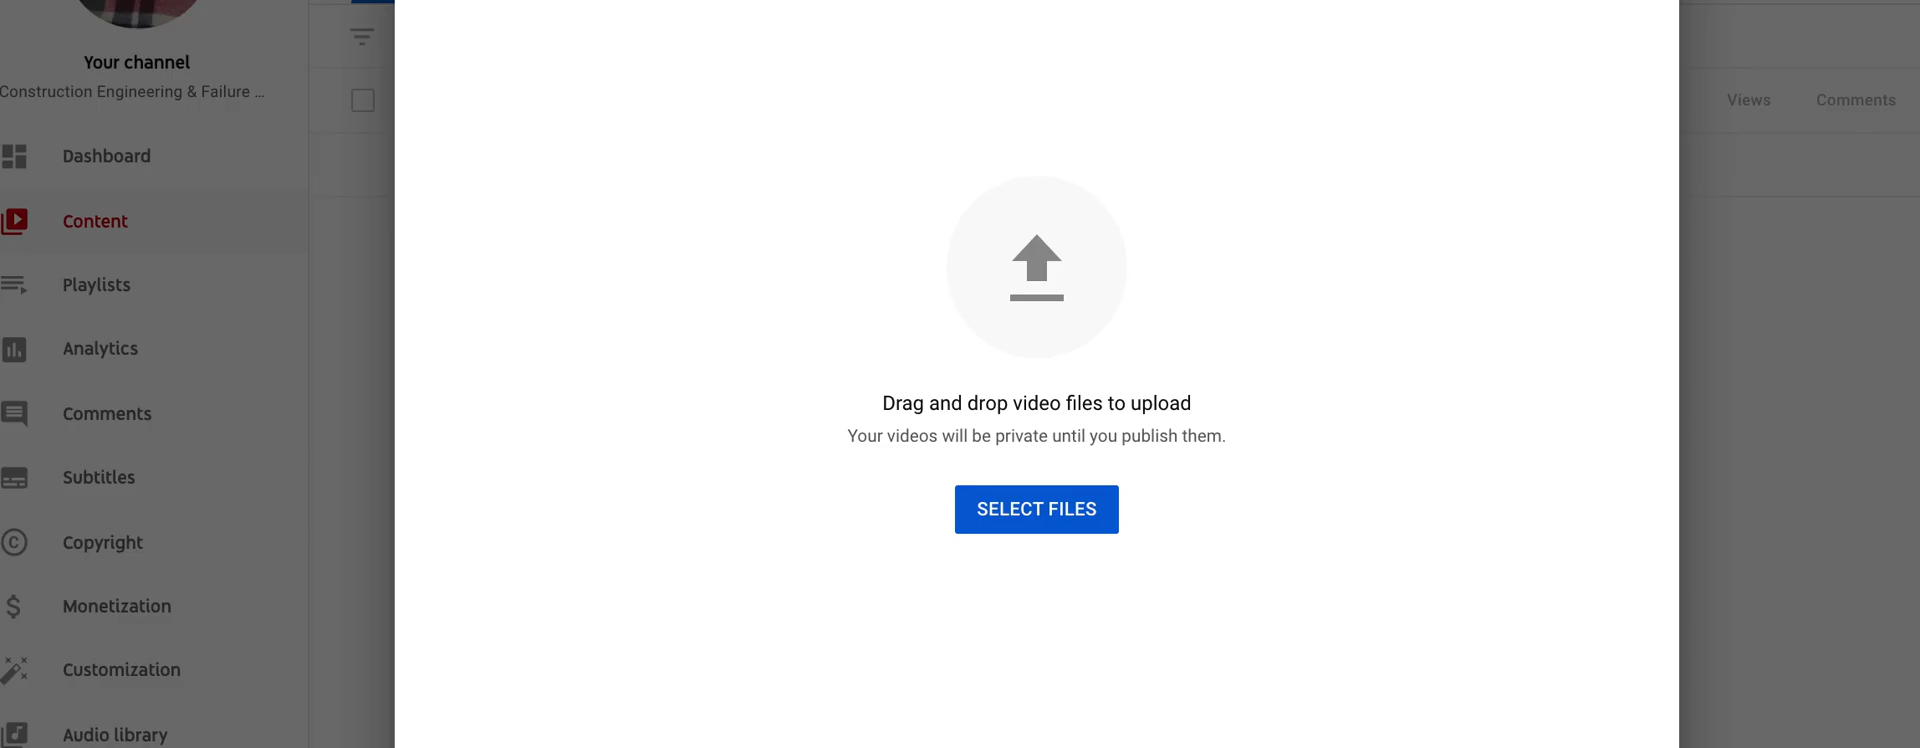 Your channel
Construction Engineering & Failure ...
Dashboard
Content
Playlists
Analytics
Comments
Subtitles
Copyright
Monetization
Customization
Audio library
Views Comments
Drag and drop video files to upload
Your videos will be private until you publish them.
SELECT FILES